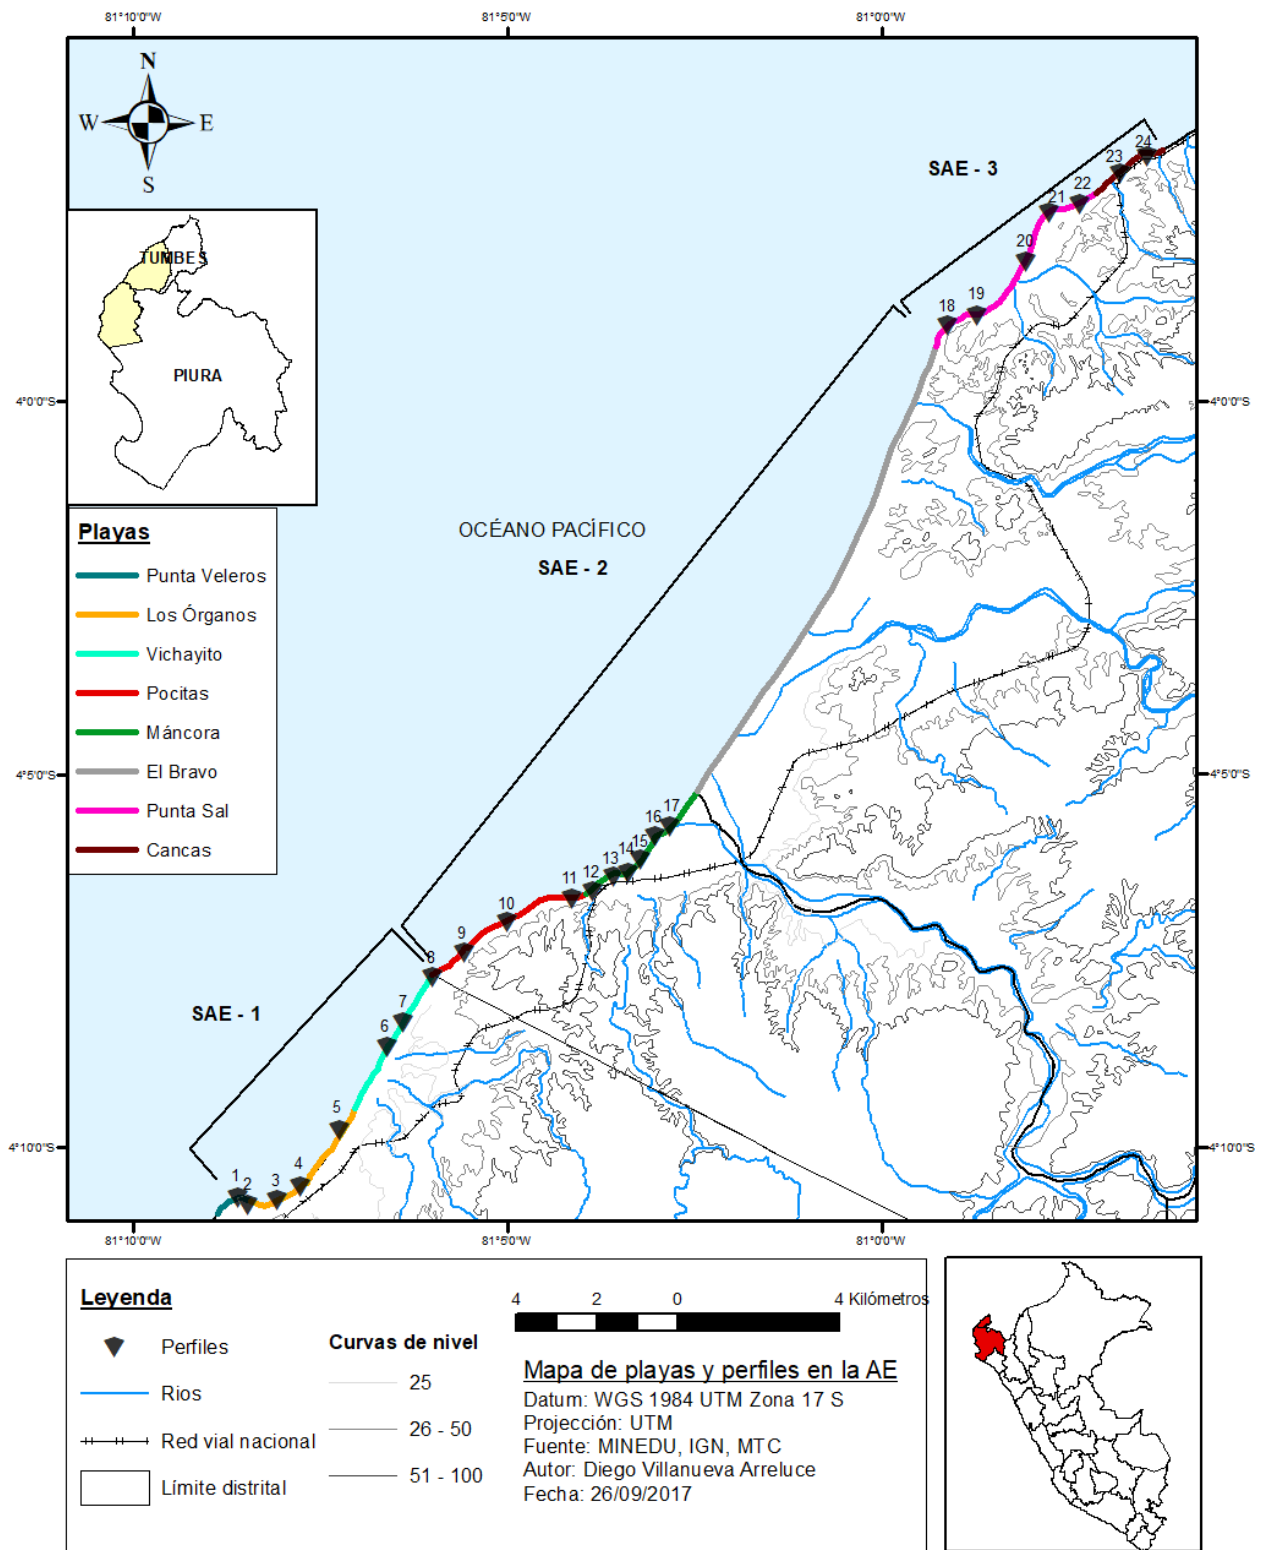 81°10'0"W
81°5'0"W
81°0'0"W
N
W
E
S
SAE - 3
24
23
22
21
20
19
18
TUMBES
PIURA
4°0'0"S
4°0'0"S
OCÉANO PACÍFICO
SAE - 2
Playas
Punta Veleros
Los Órganos
Vichayito
Pocitas
Máncora
El Bravo
Punta Sal
Cancas
4°5'0"S
4°5'0"S
17
16
15
14
13
12
11
10
9
8
SAE - 1
7
6
5
4°10'0"S
4°10'0"S
4
3
2
1
81°10'0"W
81°5'0"W
81°0'0"W
Leyenda
Perfiles
Rios
Red vial nacional
Límite distrital
Curvas de nivel
25
26 - 50
51 - 100
4 2 0 4 Kilómetros
Mapa de playas y perfiles en la AE
Datum: WGS 1984 UTM Zona 17 S
Projección: UTM
Fuente: MINEDU, IGN, MTC
Autor: Diego Villanueva Arreluce
Fecha: 26/09/2017